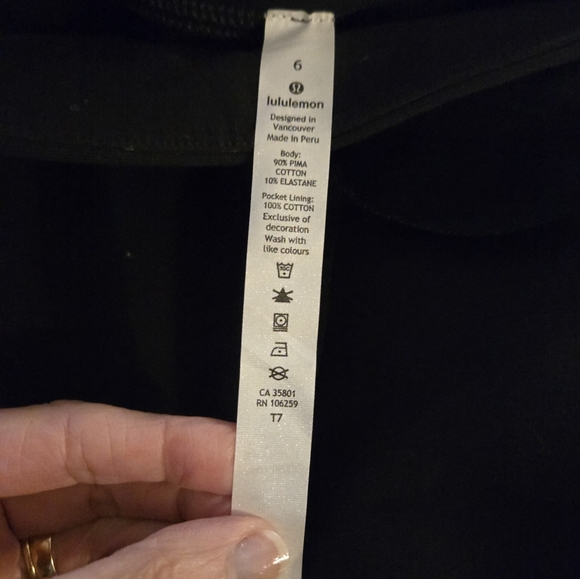 6
lululemon
Designed in
Vancouver
Made in Peru
Body:
90% PIMA
COTTON
10% ELASTANE
Pocket Lining:
100% COTTON
Exclusive of
decoration
Wash with
like colours
CA 35801
RN 106259
T7